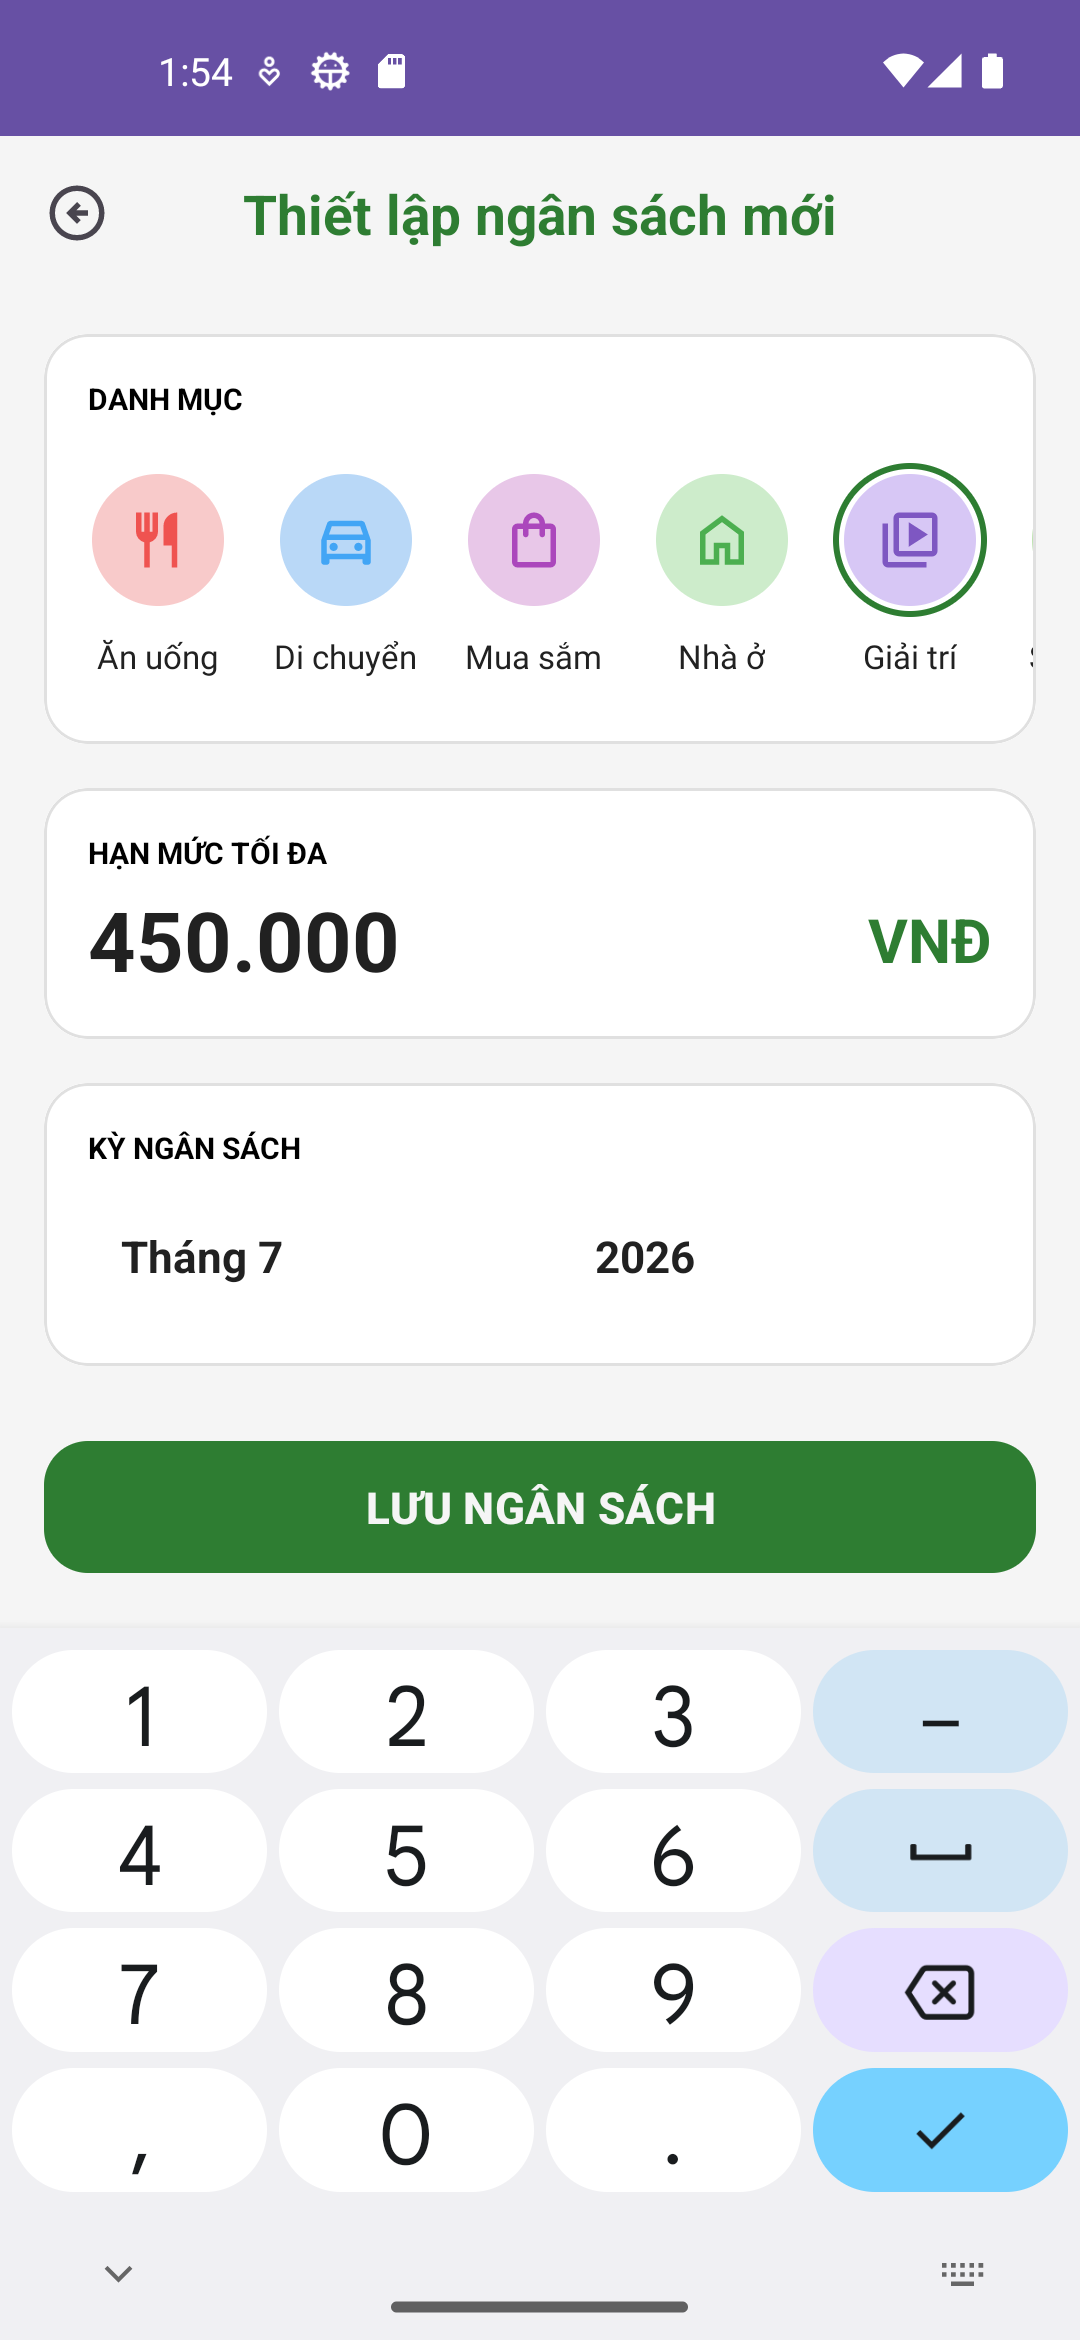 1:54
Thiết lập ngân sách mới
DANH MỤC
Ăn uống Di chuyển Mua sắm Nhà ở Giải trí
HẠN MỨC TỐI ĐA
450.000 VNĐ
KỲ NGÂN SÁCH
Tháng 7 2026
LƯU NGÂN SÁCH
1 2 3 –
4 5 6
7 8 9
, 0 .